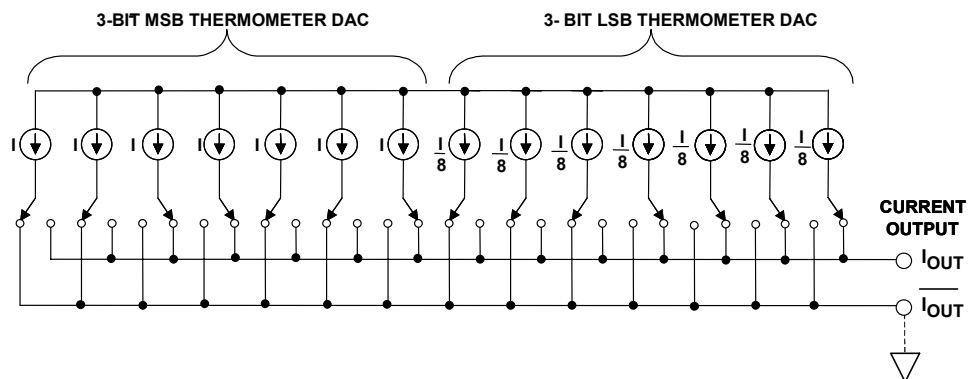 3-BIT MSB THERMOMETER DAC
3- BIT LSB THERMOMETER DAC
I I I I I I I I/8 I/8 I/8 I/8 I/8 I/8 I/8
CURRENT
OUTPUT
IOUT
I̅O̅U̅T̅